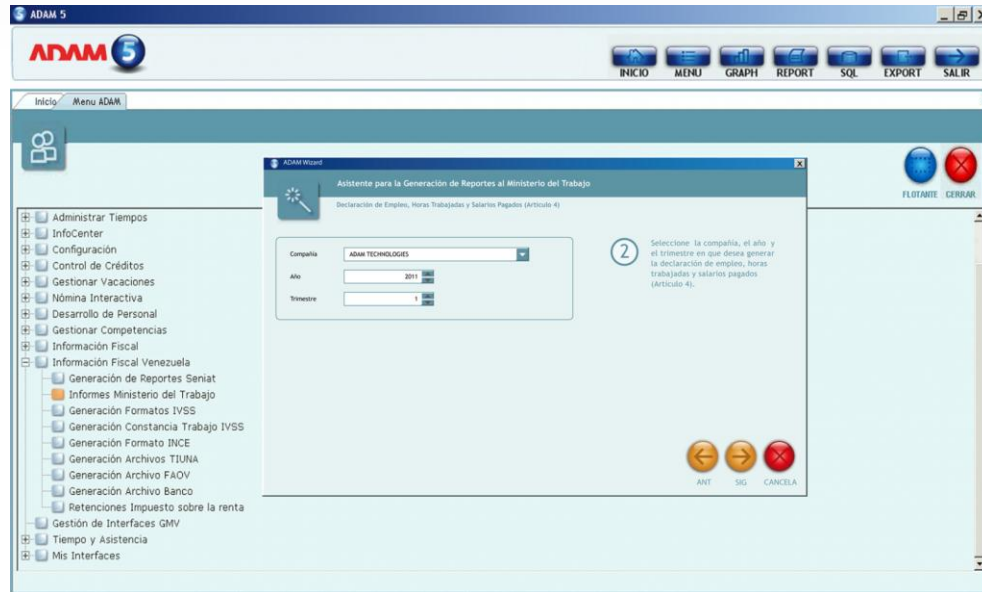 ADAM 5
ADAM 5
INICIO MENU GRAPH REPORT SQL EXPORT SALIR
Inicio Menu ADAM
FLOTANTE CERRAR
Administrar Tiempos
InfoCenter
Configuración
Control de Créditos
Gestionar Vacaciones
Nómina Interactiva
Desarrollo de Personal
Gestionar Competencias
Información Fiscal
Información Fiscal Venezuela
Generación de Reportes Seniat
Informes Ministerio del Trabajo
Generación Formatos IVSS
Generación Constancia Trabajo IVSS
Generación Formato INCE
Generación Archivos TIUNA
Generación Archivo FAOV
Generación Archivo Banco
Retenciones Impuesto sobre la renta
Gestión de Interfaces GMV
Tiempo y Asistencia
Mis Interfaces
ADAM Wizard
Asistente para la Generación de Reportes al Ministerio del Trabajo
Declaración de Empleo, Horas Trabajadas y Salarios Pagados (Articulo 4)
Compañía ADAM TECHNOLOGIES
Año 2011
Trimestre 1
2
Seleccione la compañía, el año y
el trimestre en que desea generar
la declaración de empleo, horas
trabajadas y salarios pagados
(Articulo 4).
ANT SIG CANCELA